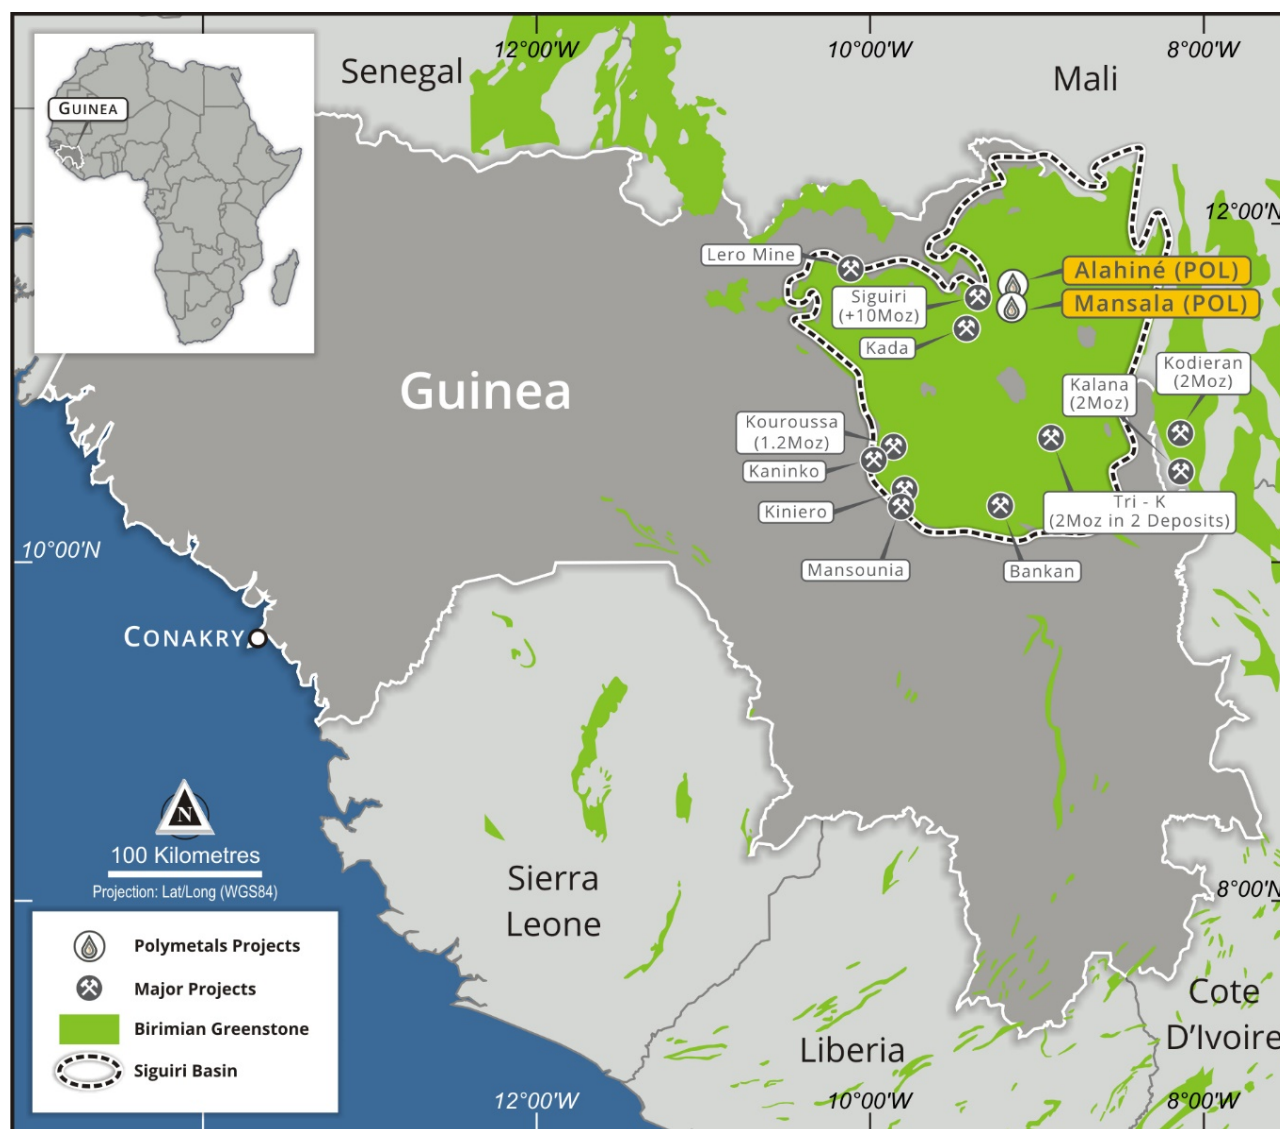 12°00'W
10°00'W
8°00'W
Senegal
Mali
GUINEA
12°00'N
Lero Mine
Alahiné (POL)
Siguiri
(+10Moz)
Mansala (POL)
Kada
Kodieran
(2Moz)
Kalana
(2Moz)
Guinea
Kouroussa
(1.2Moz)
Kaninko
Kiniero
Tri - K
(2Moz in 2 Deposits)
Mansounia
Bankan
10°00'N
CONAKRY
N
100 Kilometres
Projection: Lat/Long (WGS84)
Sierra
Leone
8°00'N
Polymetals Projects
Major Projects
Birimian Greenstone
Siguiri Basin
Liberia
Cote
D'Ivoire
12°00'W
10°00'W
8°00'W